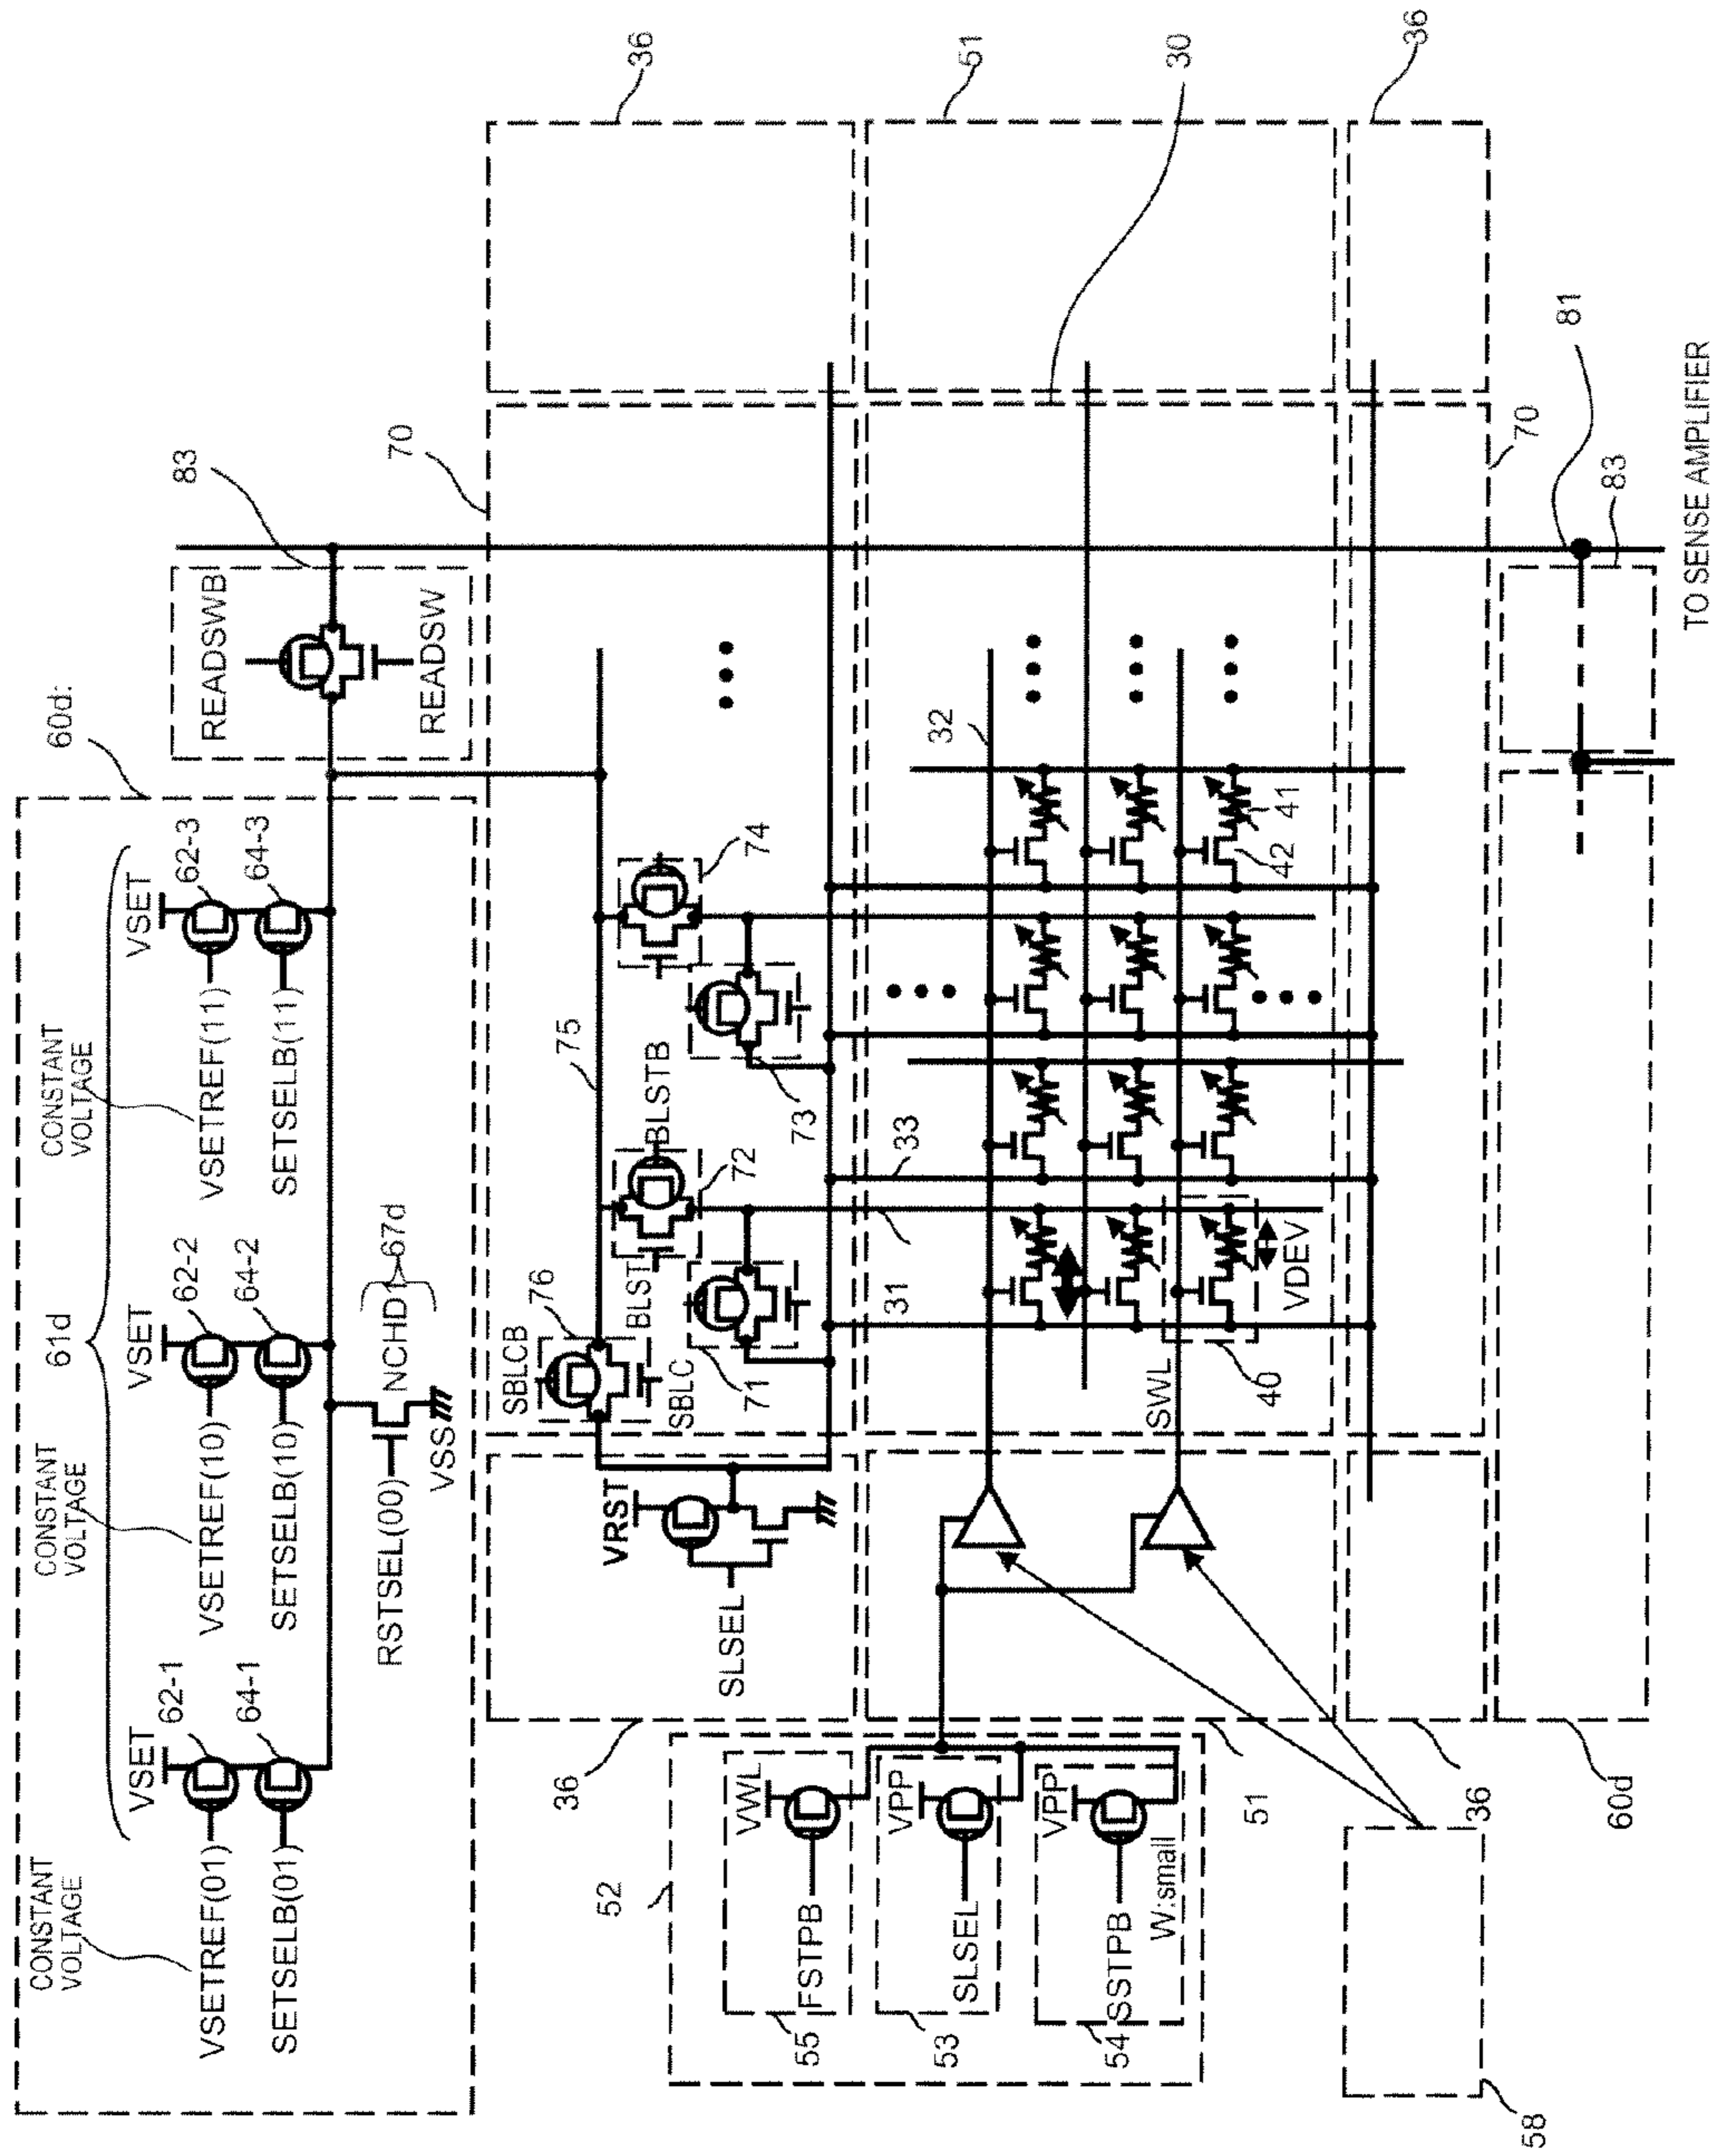 60d:
61d
CONSTANT
VOLTAGE
CONSTANT
VOLTAGE
CONSTANT
VOLTAGE
VSET
62-1
64-1
VSETREF(01)
SETSELB(01)
VSET
62-2
64-2
VSETREF(10)
SETSELB(10)
VSET
62-3
64-3
VSETREF(11)
SETSELB(11)
NCHD1
67d
RSTSEL(00)
VSS
83
READSWB
READSW
70
36
SBLCB
76
SBLC
75
BLST
BLSTB
72
71
74
73
VRST
SLSEL
36
31
33
32
51
30
52
VWL
FSTPB
55
VPP
SLSEL
53
VPP
SSTPB
W:small
54
51
SWL
40
VDEV
42
41
36
70
36
58
60d
81
83
TO SENSE AMPLIFIER